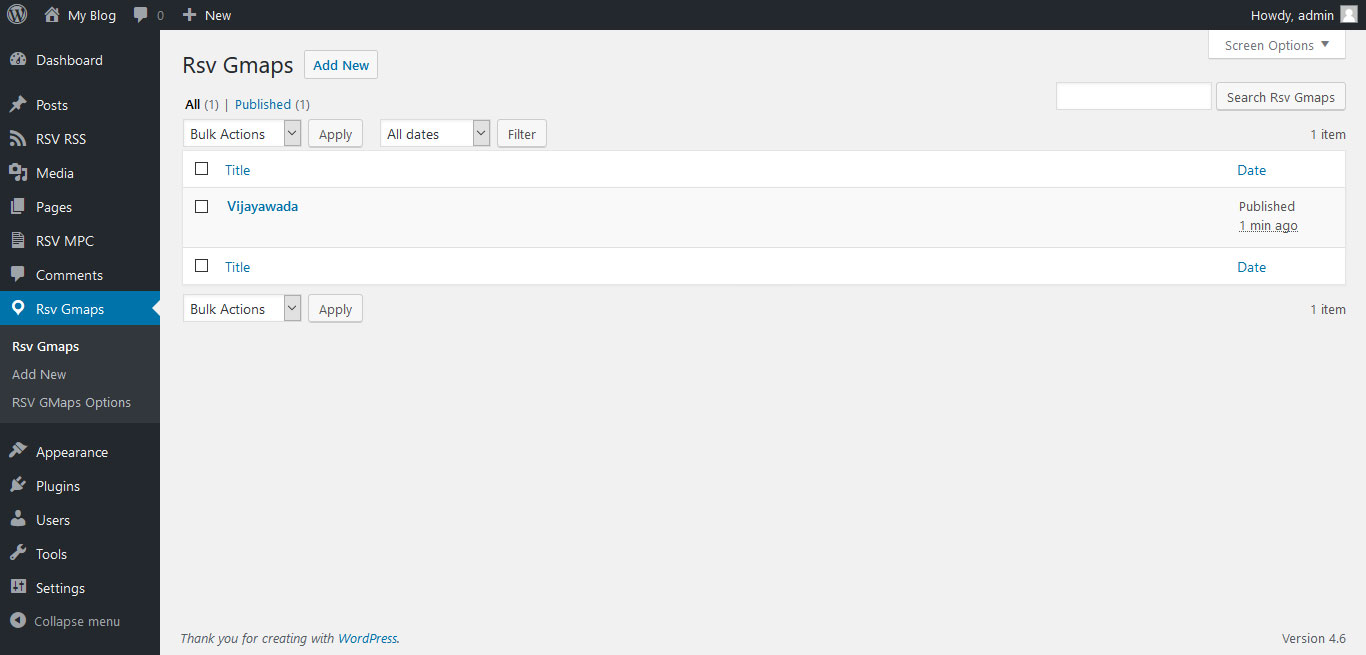 My Blog 0 New Howdy, admin
Screen Options
Dashboard
Posts
RSV RSS
Media
Pages
RSV MPC
Comments
Rsv Gmaps
Rsv Gmaps
Add New
RSV GMaps Options
Appearance
Plugins
Users
Tools
Settings
Collapse menu
Rsv Gmaps Add New
All (1) | Published (1)
Search Rsv Gmaps
Bulk Actions Apply All dates Filter 1 item
Title Date
Vijayawada Published
1 min ago
Title Date
Bulk Actions Apply 1 item
Thank you for creating with WordPress. Version 4.6